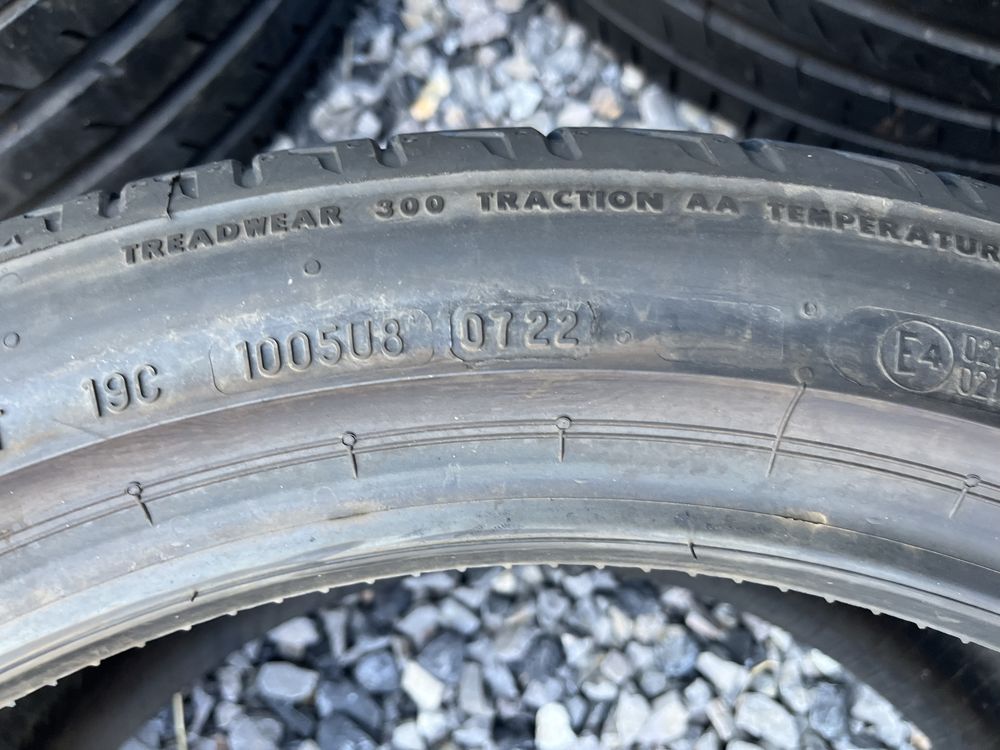 TREADWEAR 300 TRACTION AA TEMPERATUR
19C 1005U8 0722 E4